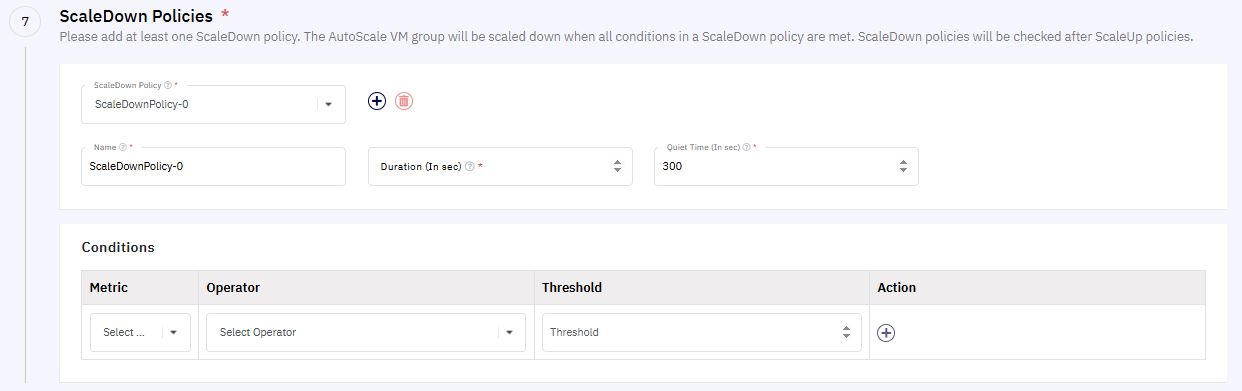 7
ScaleDown Policies *
Please add at least one ScaleDown policy. The AutoScale VM group will be scaled down when all conditions in a ScaleDown policy are met. ScaleDown policies will be checked after ScaleUp policies.
ScaleDown Policy ? *
ScaleDownPolicy-0
Name ? *
ScaleDownPolicy-0
Duration (In sec) ? *
Quiet Time (In sec) ? *
300
Conditions
Metric Operator Threshold Action
Select ... Select Operator Threshold